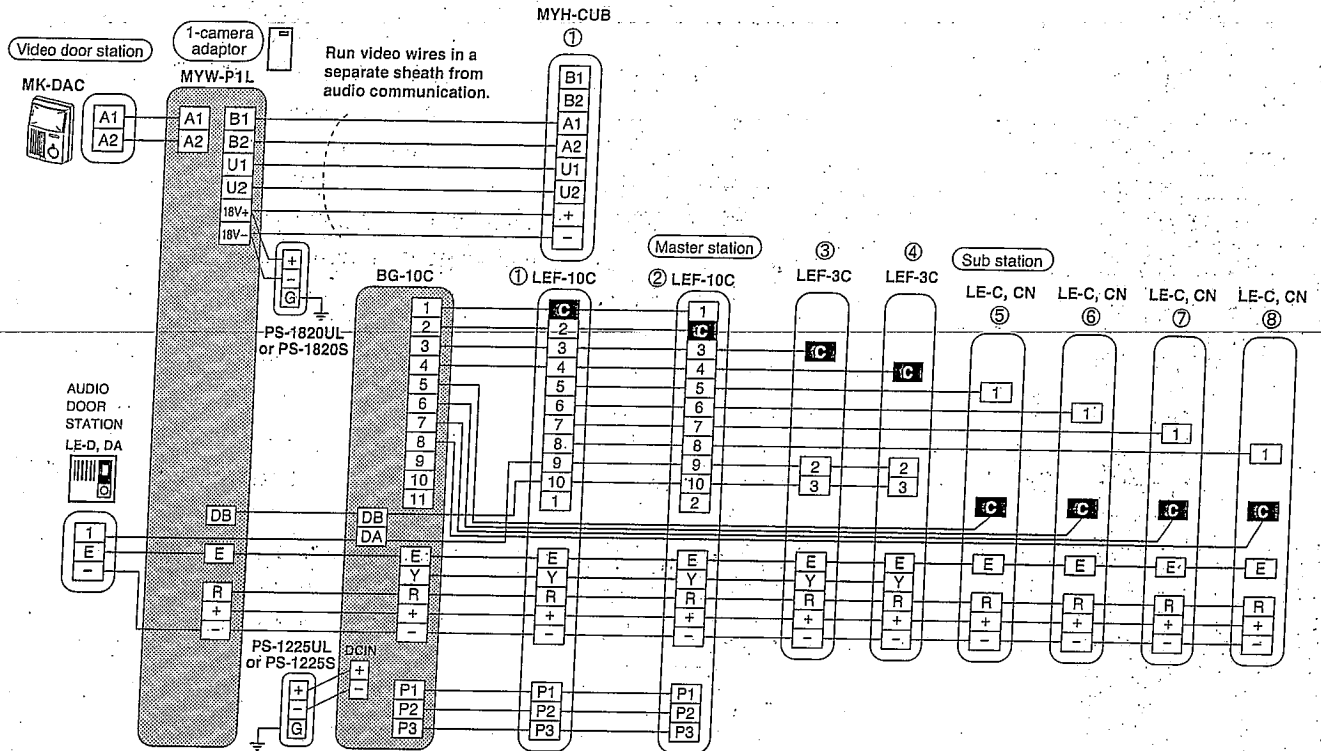 MYH-CUB
①
Video door station
1-camera
adaptor
MYW-P1L
MK-DAC
Run video wires in a
separate sheath from
audio communication.
A1
A2
A1
A2
B1
B2
U1
U2
18V+
18V−
B1
B2
A1
A2
U1
U2
+
−
+
−
G
PS-1820UL
or PS-1820S
BG-10C
① LEF-10C
Master station
② LEF-10C
③
LEF-3C
④
LEF-3C
Sub station
LE-C, CN
⑤
LE-C, CN
⑥
LE-C, CN
⑦
LE-C, CN
⑧
1
2
3
4
5
6
7
8
9
10
11
C
2
3
4
5
6
7
8
9
10
1
1
C
3
4
5
6
7
8
9
10
2
C
2
3
C
2
3
1
C
1
C
1
C
1
C
AUDIO
DOOR
STATION
LE-D, DA
1
E
−
DB
E
R
+
−
DB
DA
E
Y
R
+
−
E
Y
R
+
−
E
Y
R
+
−
E
Y
R
+
−
E
Y
R
+
−
E
R
+
−
E
R
+
−
E
R
+
−
E
R
+
−
PS-1225UL
or PS-1225S
DCIN
+
−
+
−
G
P1
P2
P3
P1
P2
P3
P1
P2
P3